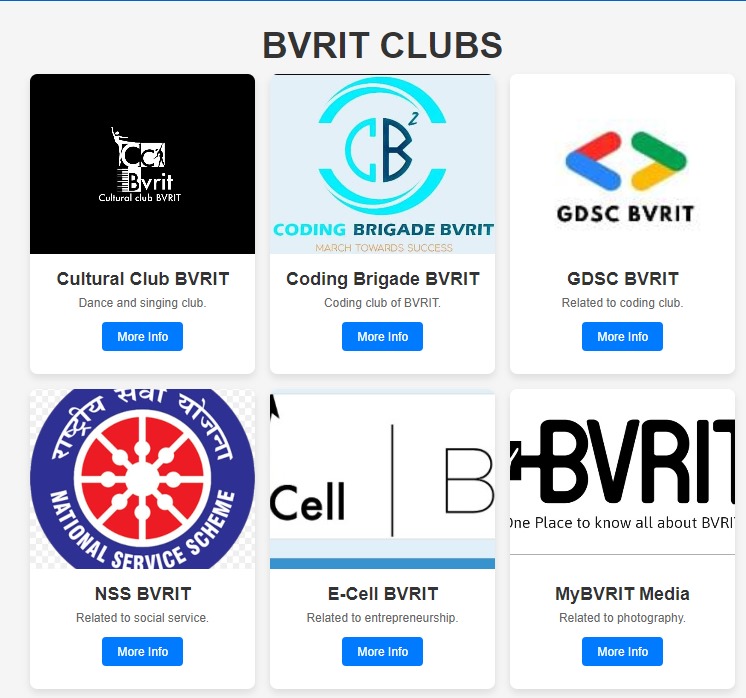 BVRIT CLUBS
Bvrit
Cultural club BVRIT
Cultural Club BVRIT
Dance and singing club.
More Info
CB2
CODING BRIGADE BVRIT
MARCH TOWARDS SUCCESS
Coding Brigade BVRIT
Coding club of BVRIT.
More Info
GDSC BVRIT
GDSC BVRIT
Related to coding club.
More Info
राष्ट्रीय सेवा योजना
NATIONAL SERVICE SCHEME
NSS BVRIT
Related to social service.
More Info
Cell | B
E-Cell BVRIT
Related to entrepreneurship.
More Info
BVRIT
One Place to know all about BVRI
MyBVRIT Media
Related to photography.
More Info